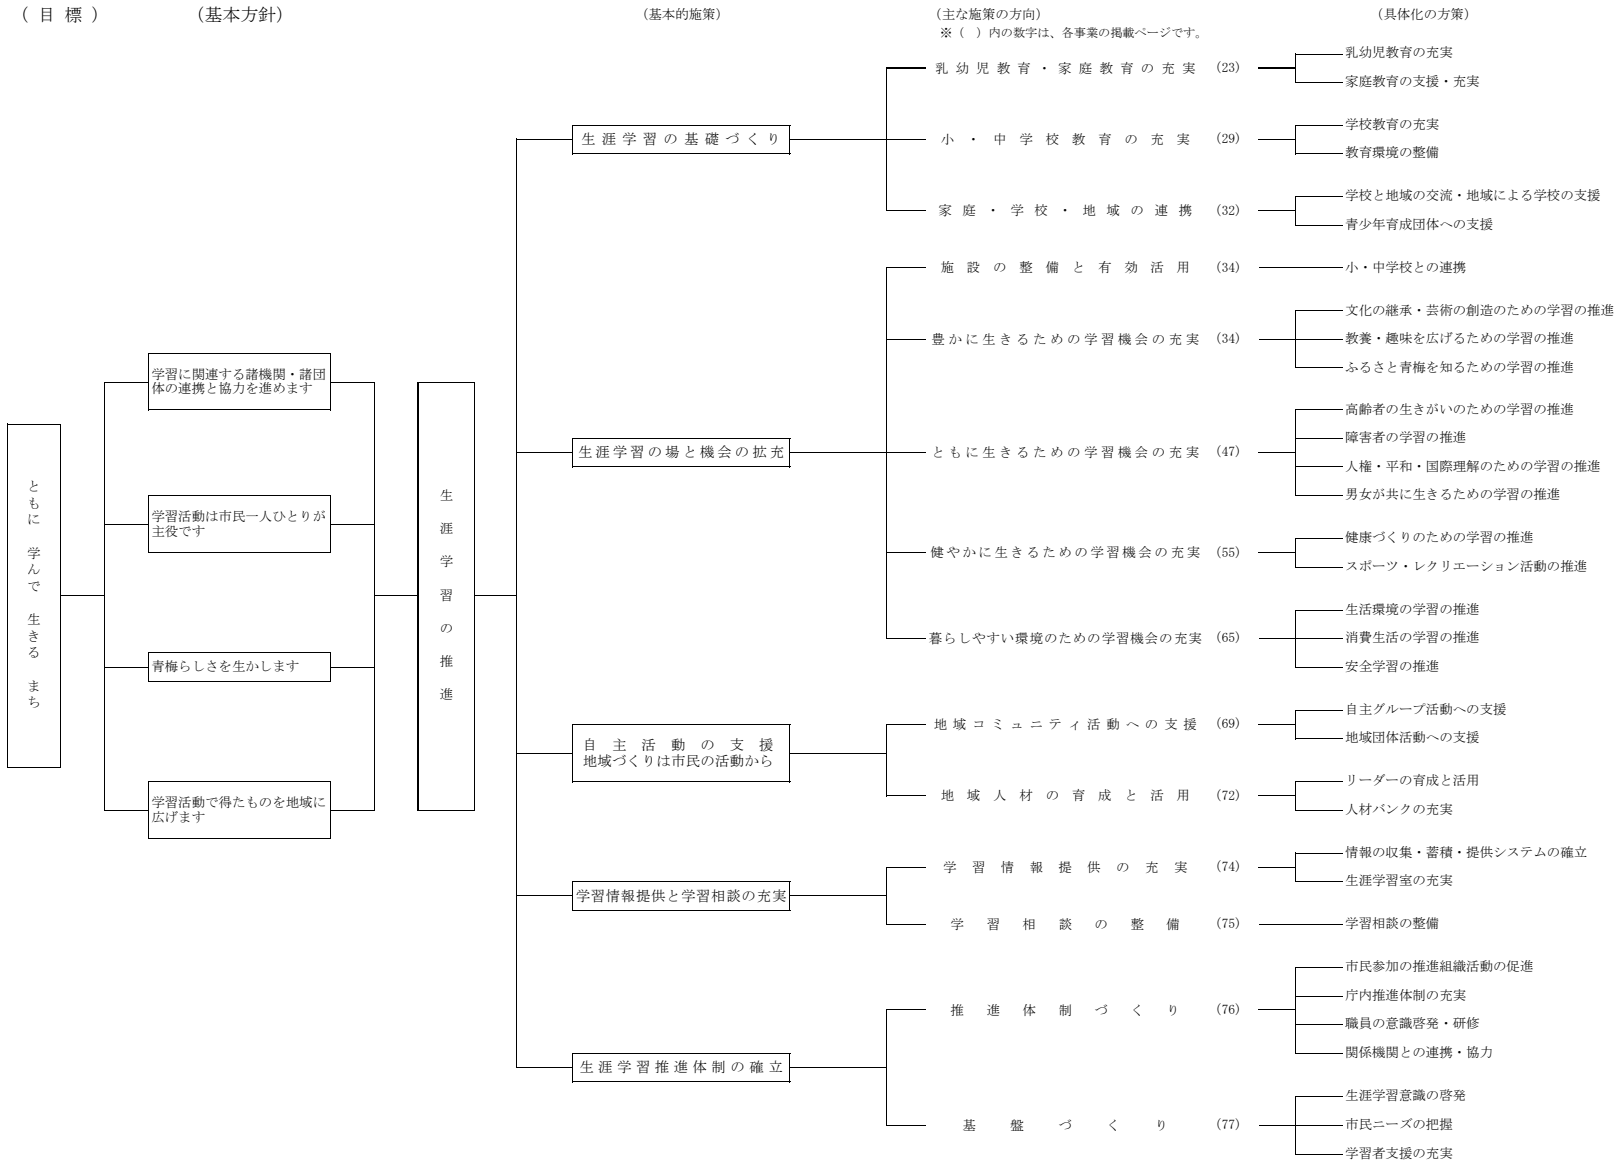 （ 目 標 ）
（基本方針）
（基本的施策）
（主な施策の方向）
※（　）内の数字は、各事業の掲載ページです。
（具体化の方策）
ともに 学んで 生きる まち
学習に関連する諸機関・諸団
体の連携と協力を進めます
学習活動は市民一人ひとりが
主役です
青梅らしさを生かします
学習活動で得たものを地域に
広げます
生涯学習の推進
生涯学習の基礎づくり
乳幼児教育・家庭教育の充実 (23)
乳幼児教育の充実
家庭教育の支援・充実
小・中学校教育の充実 (29)
学校教育の充実
教育環境の整備
家庭・学校・地域の連携 (32)
学校と地域の交流・地域による学校の支援
青少年育成団体への支援
生涯学習の場と機会の拡充
施設の整備と有効活用 (34)
小・中学校との連携
豊かに生きるための学習機会の充実 (34)
文化の継承・芸術の創造のための学習の推進
教養・趣味を広げるための学習の推進
ふるさと青梅を知るための学習の推進
ともに生きるための学習機会の充実 (47)
高齢者の生きがいのための学習の推進
障害者の学習の推進
人権・平和・国際理解のための学習の推進
男女が共に生きるための学習の推進
健やかに生きるための学習機会の充実 (55)
健康づくりのための学習の推進
スポーツ・レクリエーション活動の推進
暮らしやすい環境のための学習機会の充実 (65)
生活環境の学習の推進
消費生活の学習の推進
安全学習の推進
自主活動の支援
地域づくりは市民の活動から
地域コミュニティ活動への支援 (69)
自主グループ活動への支援
地域団体活動への支援
地域人材の育成と活用 (72)
リーダーの育成と活用
人材バンクの充実
学習情報提供と学習相談の充実
学習情報提供の充実 (74)
情報の収集・蓄積・提供システムの確立
生涯学習室の充実
学習相談の整備 (75)
学習相談の整備
生涯学習推進体制の確立
推進体制づくり (76)
市民参加の推進組織活動の促進
庁内推進体制の充実
職員の意識啓発・研修
関係機関との連携・協力
基盤づくり (77)
生涯学習意識の啓発
市民ニーズの把握
学習者支援の充実